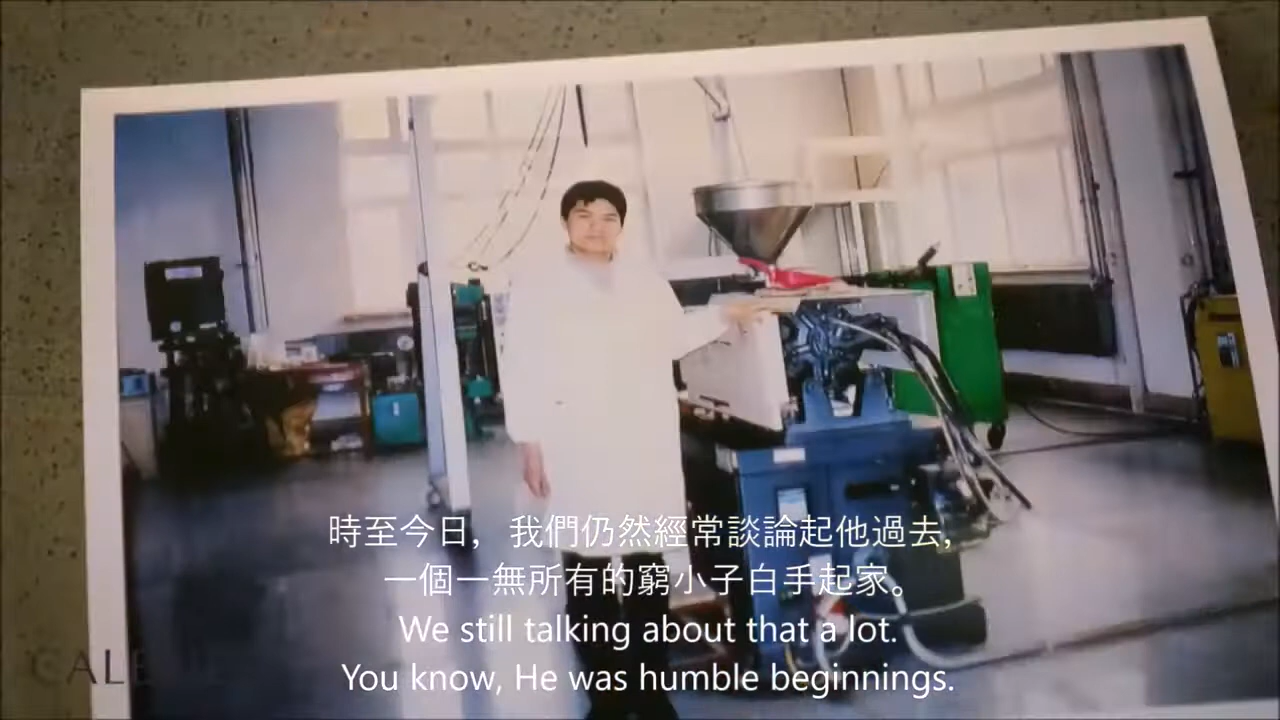 時至今日，我們仍然經常談論起他過去，
一個一無所有的窮小子白手起家。
We still talking about that a lot.
You know, He was humble beginnings.